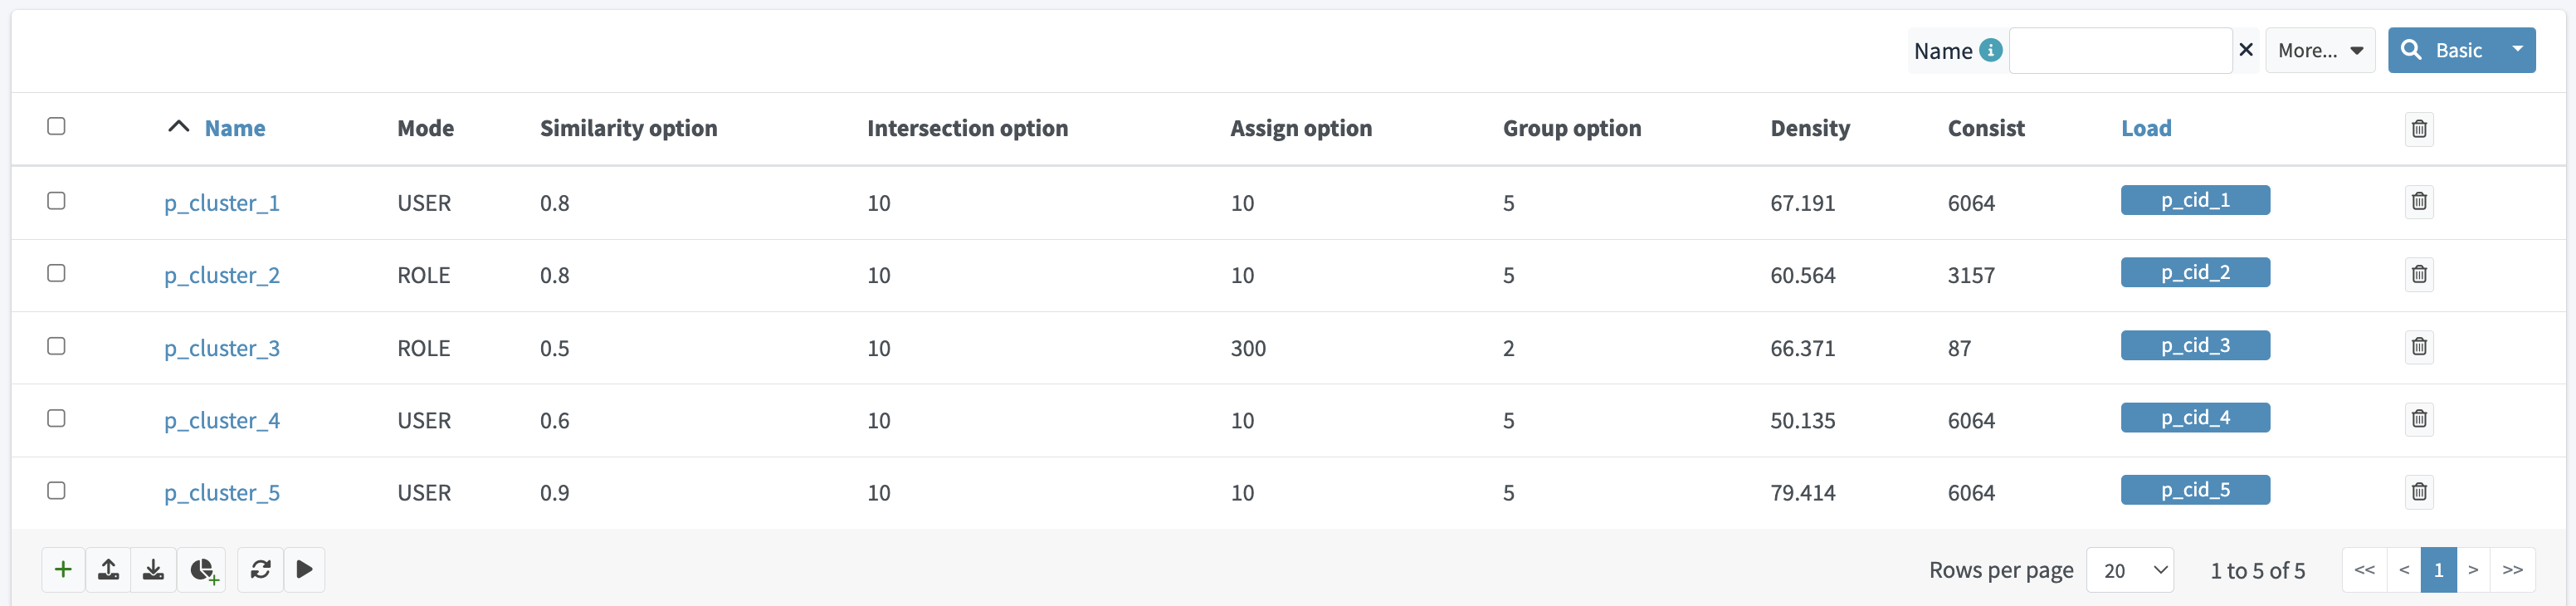 Name More... Basic
Name Mode Similarity option Intersection option Assign option Group option Density Consist Load
p_cluster_1 USER 0.8 10 10 5 67.191 6064 p_cid_1
p_cluster_2 ROLE 0.8 10 10 5 60.564 3157 p_cid_2
p_cluster_3 ROLE 0.5 10 300 2 66.371 87 p_cid_3
p_cluster_4 USER 0.6 10 10 5 50.135 6064 p_cid_4
p_cluster_5 USER 0.9 10 10 5 79.414 6064 p_cid_5
Rows per page 20 1 to 5 of 5 << < 1 > >>